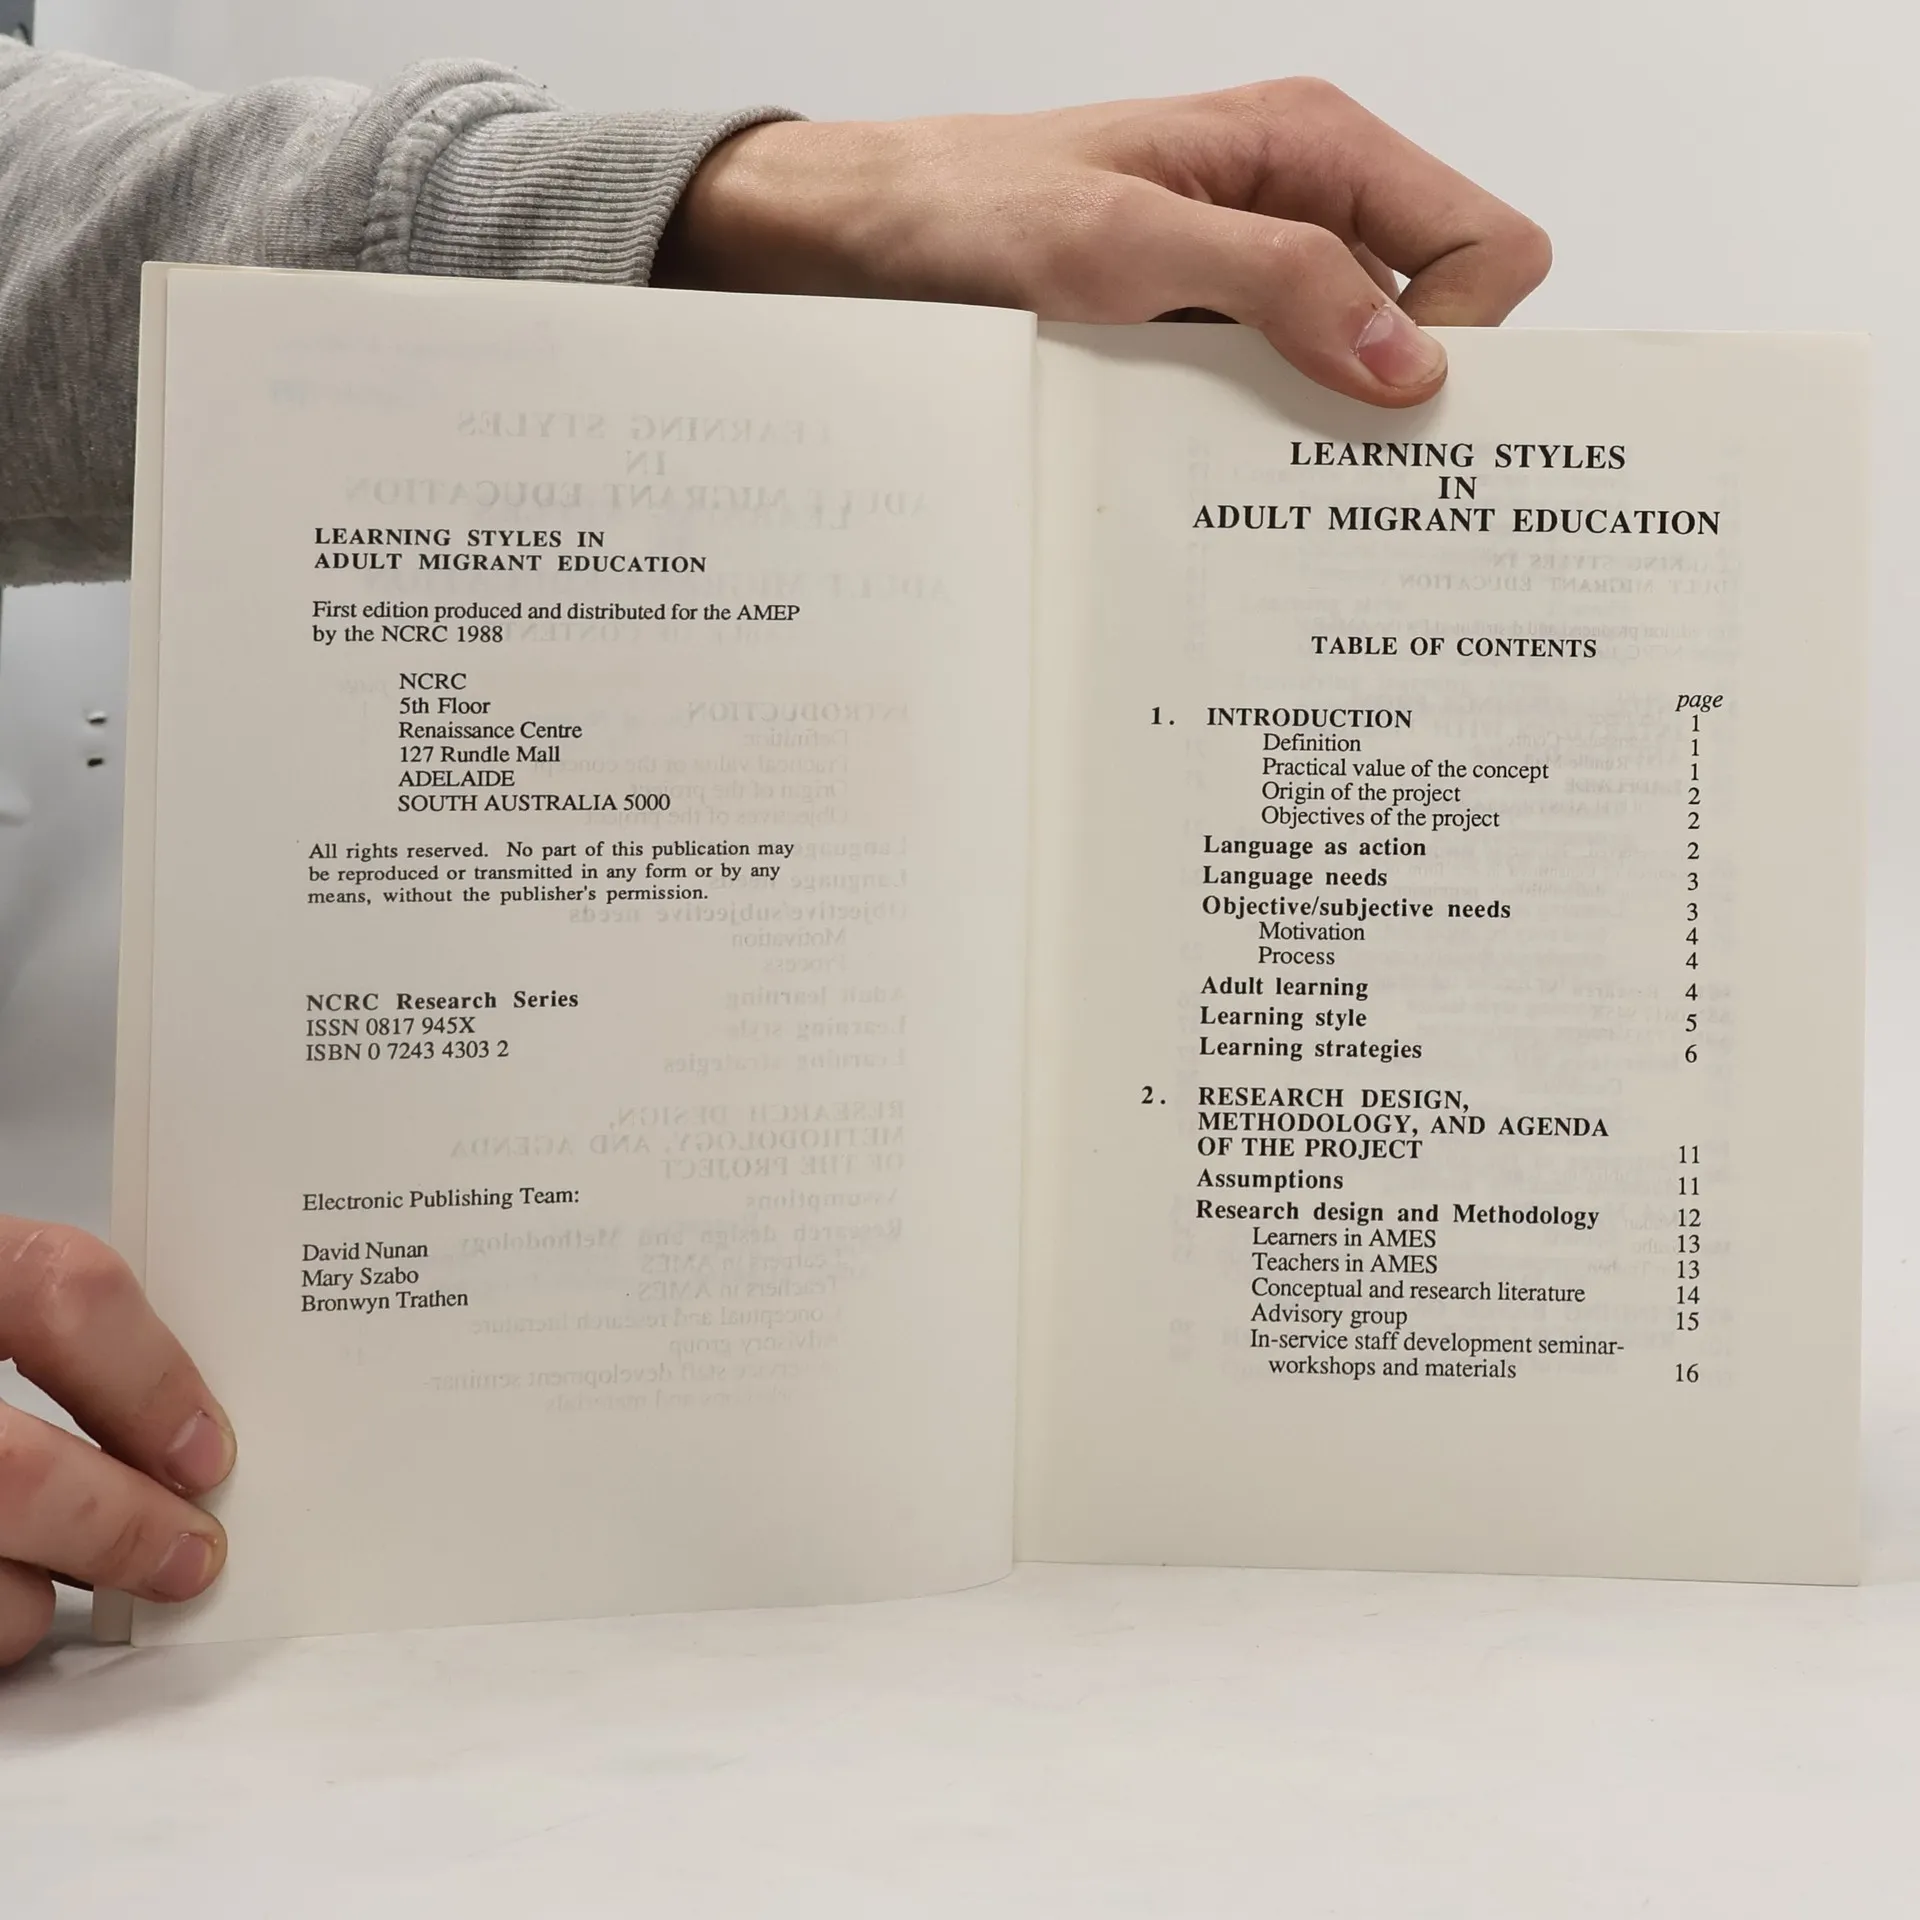 LEARNING STYLES IN
ADULT MIGRANT EDUCATION
First edition produced and distributed for the AMEP
by the NCRC 1988
NCRC
5th Floor
Renaissance Centre
127 Rundle Mall
ADELAIDE
SOUTH AUSTRALIA 5000
All rights reserved. No part of this publication may
be reproduced or transmitted in any form or by any
means, without the publisher's permission.
NCRC Research Series
ISSN 0817 945X
ISBN 0 7243 4303 2
Electronic Publishing Team:
David Nunan
Mary Szabo
Bronwyn Trathen
LEARNING STYLES
IN
ADULT MIGRANT EDUCATION
TABLE OF CONTENTS
page
1. INTRODUCTION 1
Definition 1
Practical value of the concept 1
Origin of the project 2
Objectives of the project 2
Language as action 2
Language needs 3
Objective/subjective needs 3
Motivation 4
Process 4
Adult learning 4
Learning style 5
Learning strategies 6
2. RESEARCH DESIGN,
METHODOLOGY, AND AGENDA
OF THE PROJECT 11
Assumptions 11
Research design and Methodology 12
Learners in AMES 13
Teachers in AMES 13
Conceptual and research literature 14
Advisory group 15
In-service staff development seminar-
workshops and materials 16